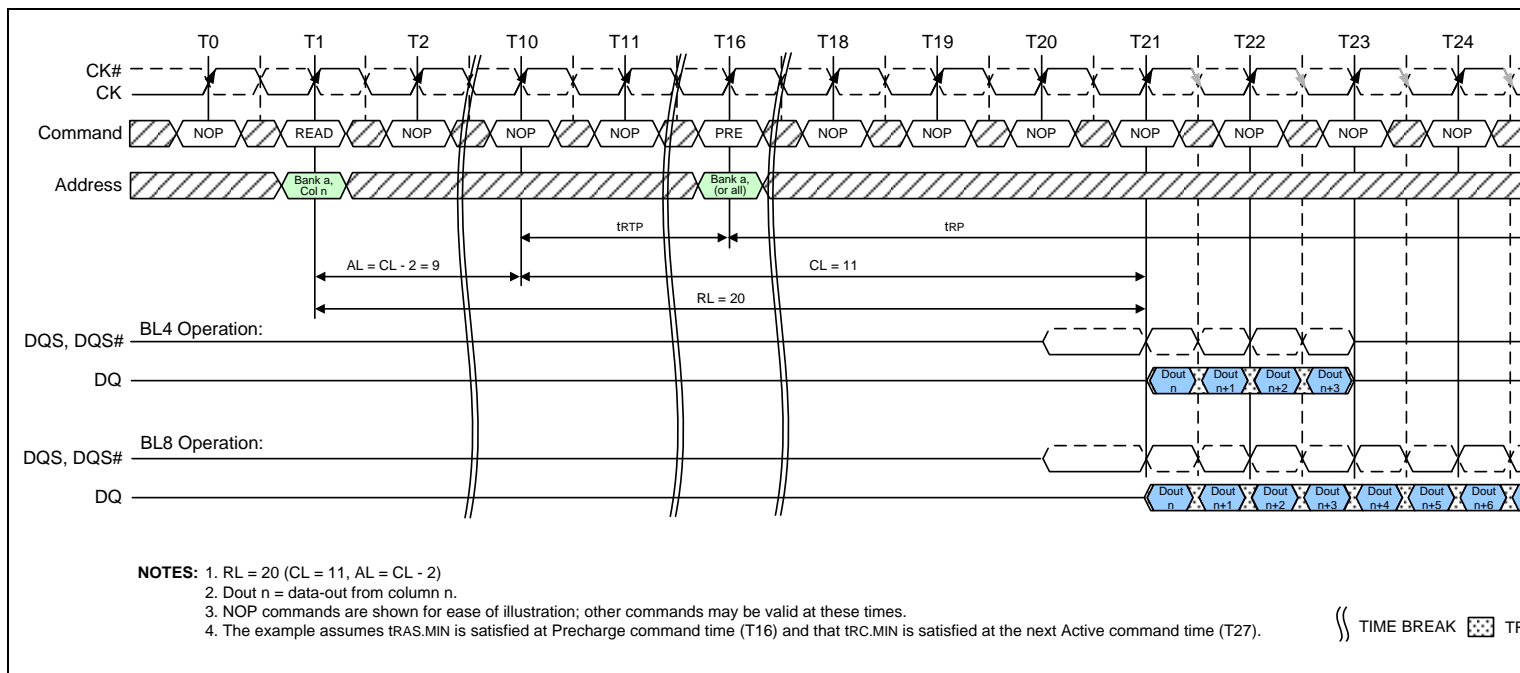 T0 T1 T2 T10 T11 T16 T18 T19 T20 T21 T22 T23 T24
CK#
CK
Command NOP READ NOP NOP NOP PRE NOP NOP NOP NOP NOP NOP NOP
Address Bank a, Col n Bank a, (or all)
tRTP tRP
AL = CL - 2 = 9 CL = 11
RL = 20
BL4 Operation:
DQS, DQS#
DQ Dout n Dout n+1 Dout n+2 Dout n+3
BL8 Operation:
DQS, DQS#
DQ Dout n Dout n+1 Dout n+2 Dout n+3 Dout n+4 Dout n+5 Dout n+6
NOTES: 1. RL = 20 (CL = 11, AL = CL - 2)
2. Dout n = data-out from column n.
3. NOP commands are shown for ease of illustration; other commands may be valid at these times.
4. The example assumes tRAS.MIN is satisfied at Precharge command time (T16) and that tRC.MIN is satisfied at the next Active command time (T27).
TIME BREAK